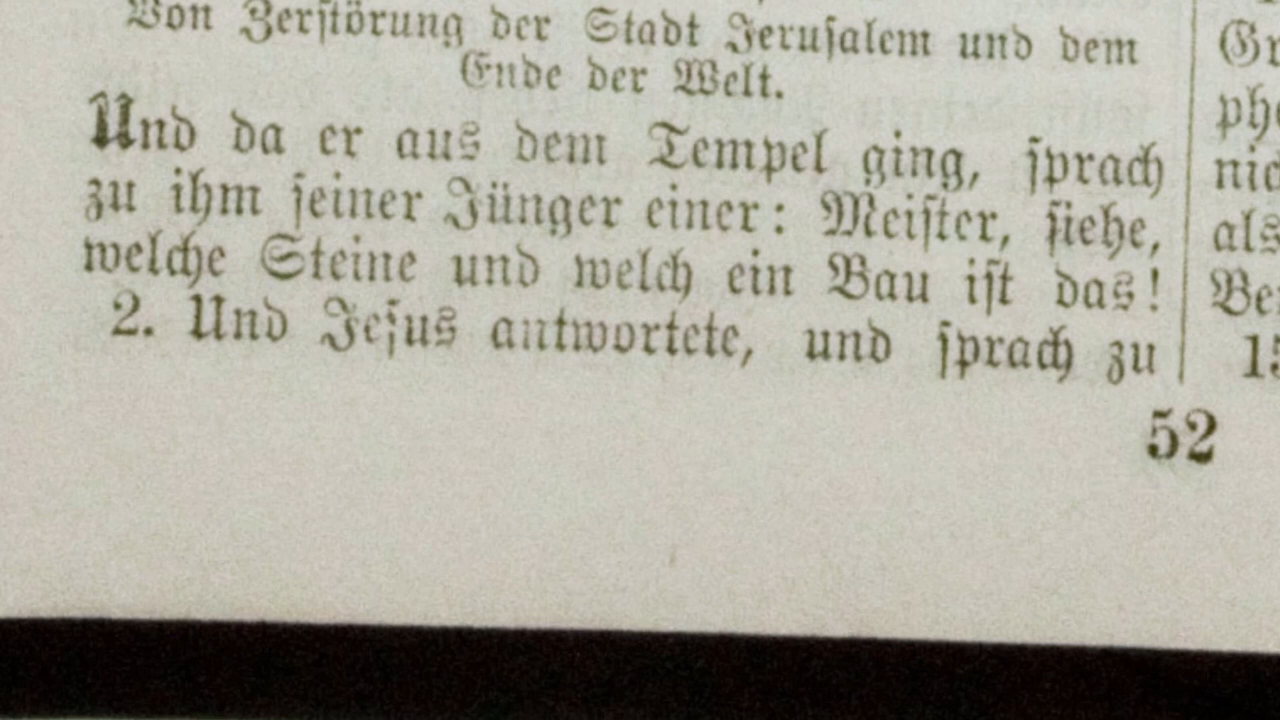 Von Zerſtörung der Stadt Jeruſalem und dem
Ende der Welt.
Und da er aus dem Tempel ging, ſprach
zu ihm ſeiner Jünger einer: Meiſter, ſiehe,
welche Steine und welch ein Bau iſt das!
2. Und Jeſus antwortete, und ſprach zu
als
52